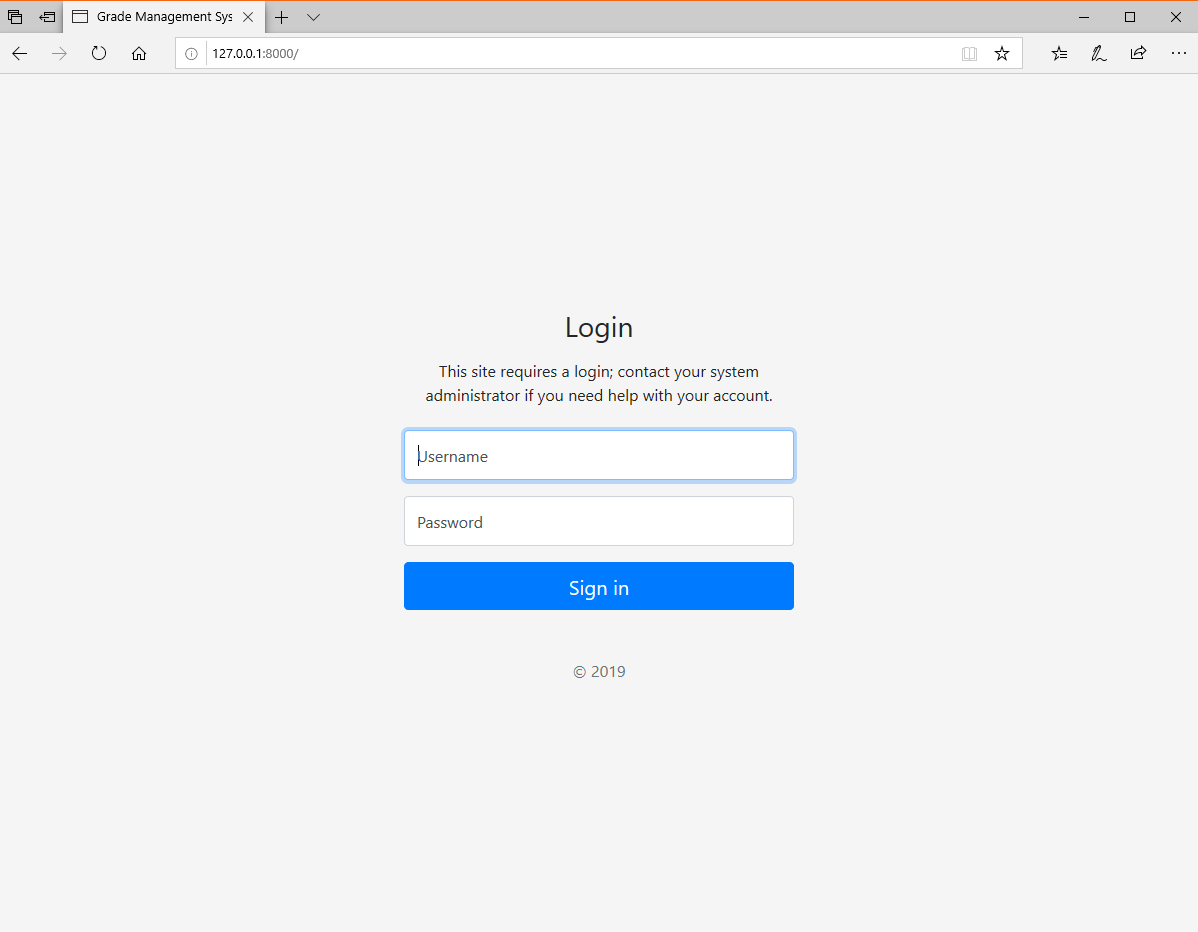 Grade Management Sys
127.0.0.1:8000/
Login
This site requires a login; contact your system
administrator if you need help with your account.
Username
Password
Sign in
© 2019